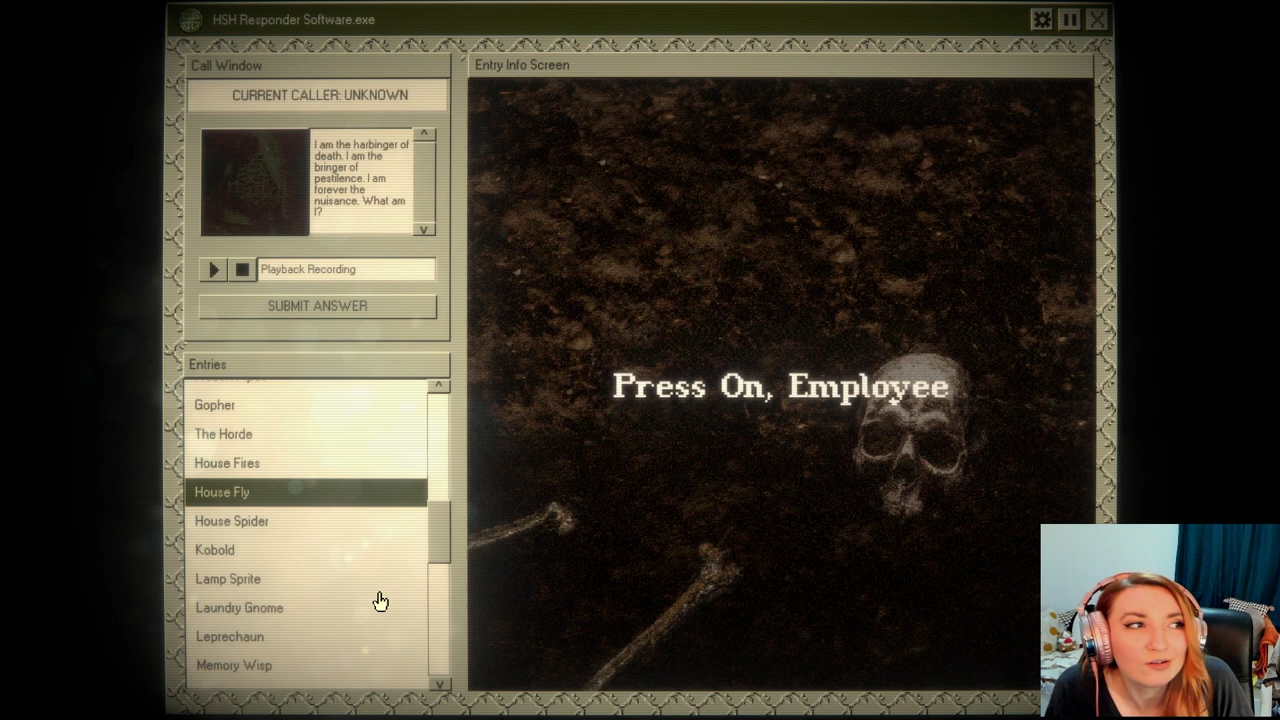 HSH Responder Software.exe
Call Window
CURRENT CALLER: UNKNOWN
I am the harbinger of
death. I am the
bringer of
pestilence. I am
forever the
nuisance. What am
I?
Playback Recording
SUBMIT ANSWER
Entries
Gopher
The Horde
House Fires
House Fly
House Spider
Kobold
Lamp Sprite
Laundry Gnome
Leprechaun
Memory Wisp
Entry Info Screen
Press On, Employee